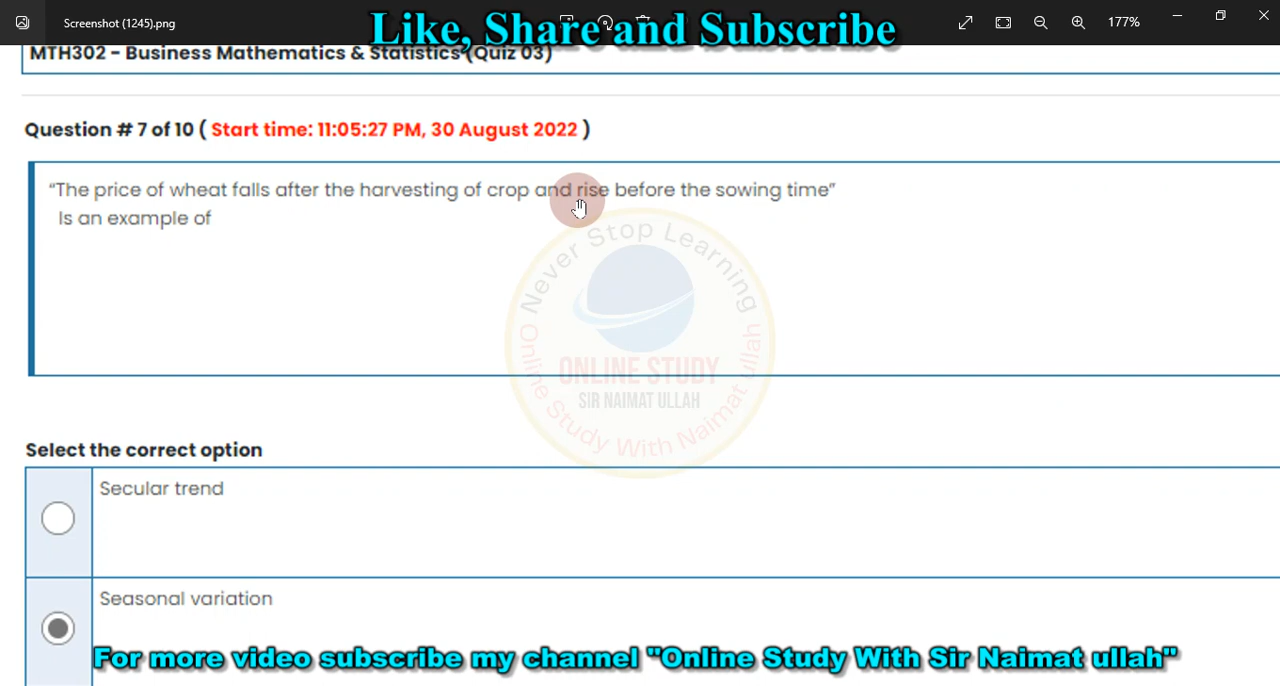 Screenshot (1245).png
177%
Like, Share and Subscribe
MTH302 - Business Mathematics & Statistics (Quiz 03)
Question # 7 of 10 ( Start time: 11:05:27 PM, 30 August 2022 )
“The price of wheat falls after the harvesting of crop and rise before the sowing time”
Is an example of
Never Stop Learning
ONLINE STUDY
SIR NAIMAT ULLAH
Online Study With Naimat ullah
Select the correct option
Secular trend
Seasonal variation
For more video subscribe my channel "Online Study With Sir Naimat ullah"